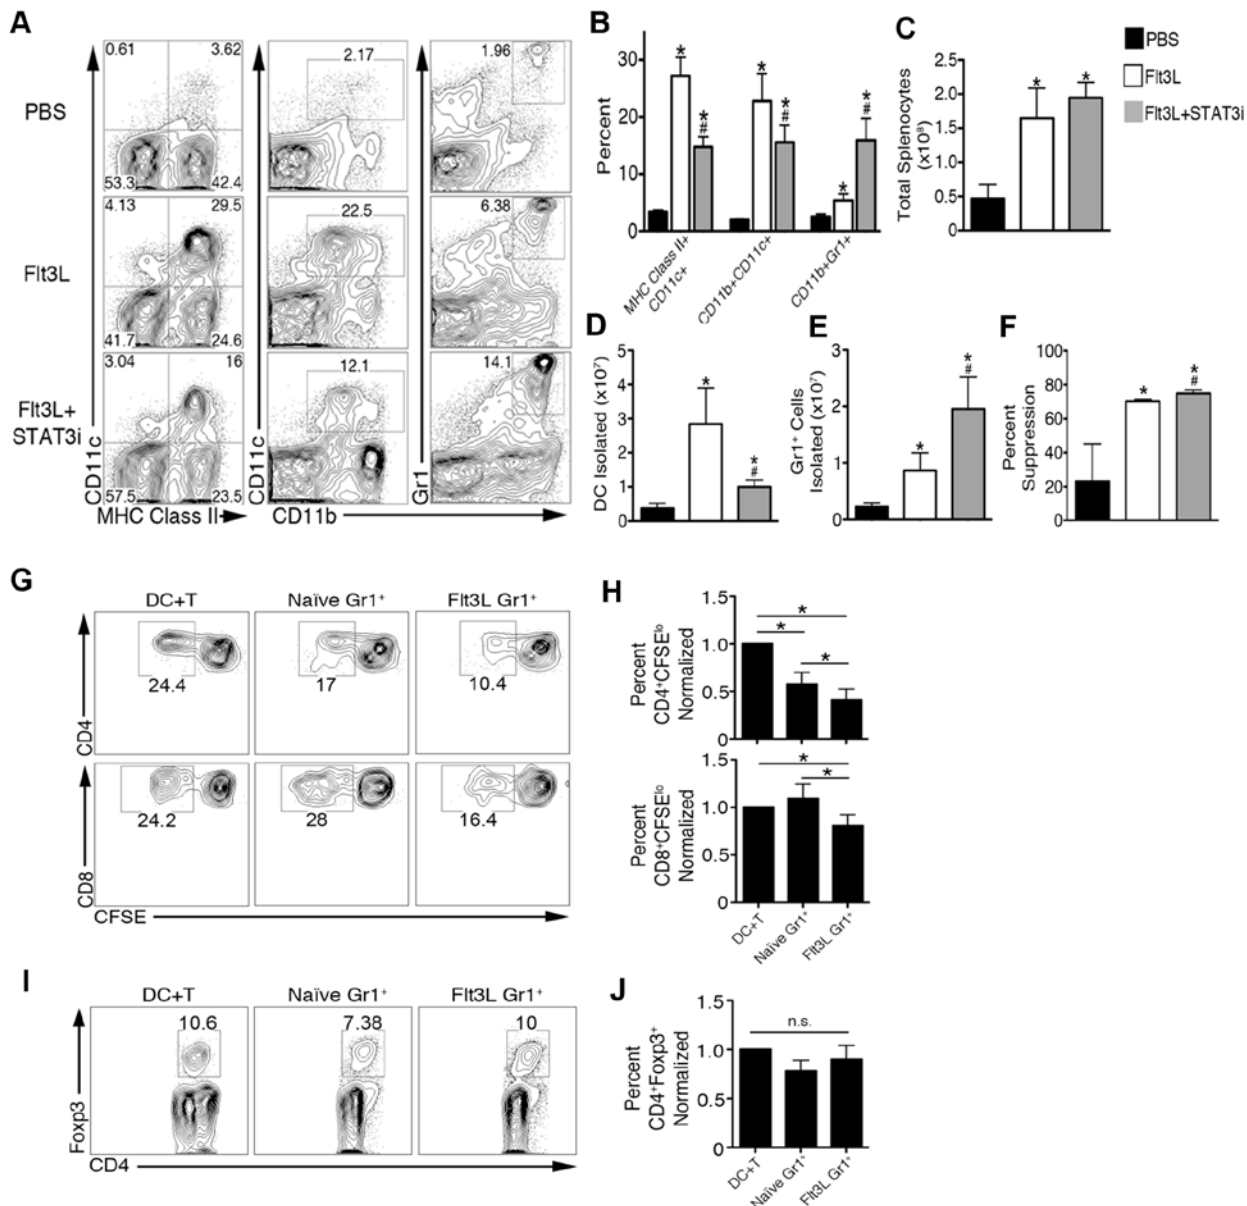 A
0.61
3.62
2.17
1.96
PBS
53.3
42.4
4.13
29.5
22.5
6.38
Flt3L
41.7
24.6
3.04
16
12.1
14.1
Flt3L+
STAT3i
57.5
23.5
CD11c
CD11c
Gr1
MHC Class II
CD11b
B
Percent
30
20
10
0
*
*
#
*
*
#
*
*
#
MHC Class II+
CD11c+
CD11b+CD11c+
CD11b+Gr1+
C
Total Splenocytes
(x10⁸)
2.5
2.0
1.5
1.0
0.5
0
*
*
PBS
Flt3L
Flt3L+STAT3i
D
DC Isolated (x10⁷)
5
4
3
2
1
0
*
*
#
E
Gr1⁺ Cells
Isolated (x10⁷)
3
2
1
0
*
*
#
F
Percent
Suppression
100
80
60
40
20
0
*
*
#
G
DC+T
Naïve Gr1⁺
Flt3L Gr1⁺
24.4
17
10.4
CD4
24.2
28
16.4
CD8
CFSE
H
Percent
CD4⁺CFSEˡᵒ
Normalized
1.5
1.0
0.5
0
*
*
*
Percent
CD8⁺CFSEˡᵒ
Normalized
1.5
1.0
0.5
0
*
*
DC+T
Naïve Gr1⁺
Flt3L Gr1⁺
I
DC+T
Naïve Gr1⁺
Flt3L Gr1⁺
10.6
7.38
10
Foxp3
CD4
J
Percent
CD4⁺Foxp3⁺
Normalized
1.5
1.0
0.5
0
n.s.
DC+T
Naïve Gr1⁺
Flt3L Gr1⁺